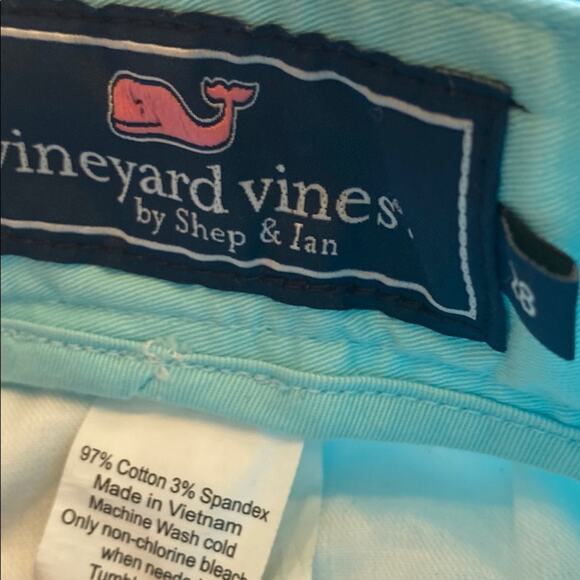 vineyard vines
by Shep & Ian
97% Cotton 3% Spandex
Made in Vietnam
Machine Wash cold
Only non-chlorine bleach
when needed